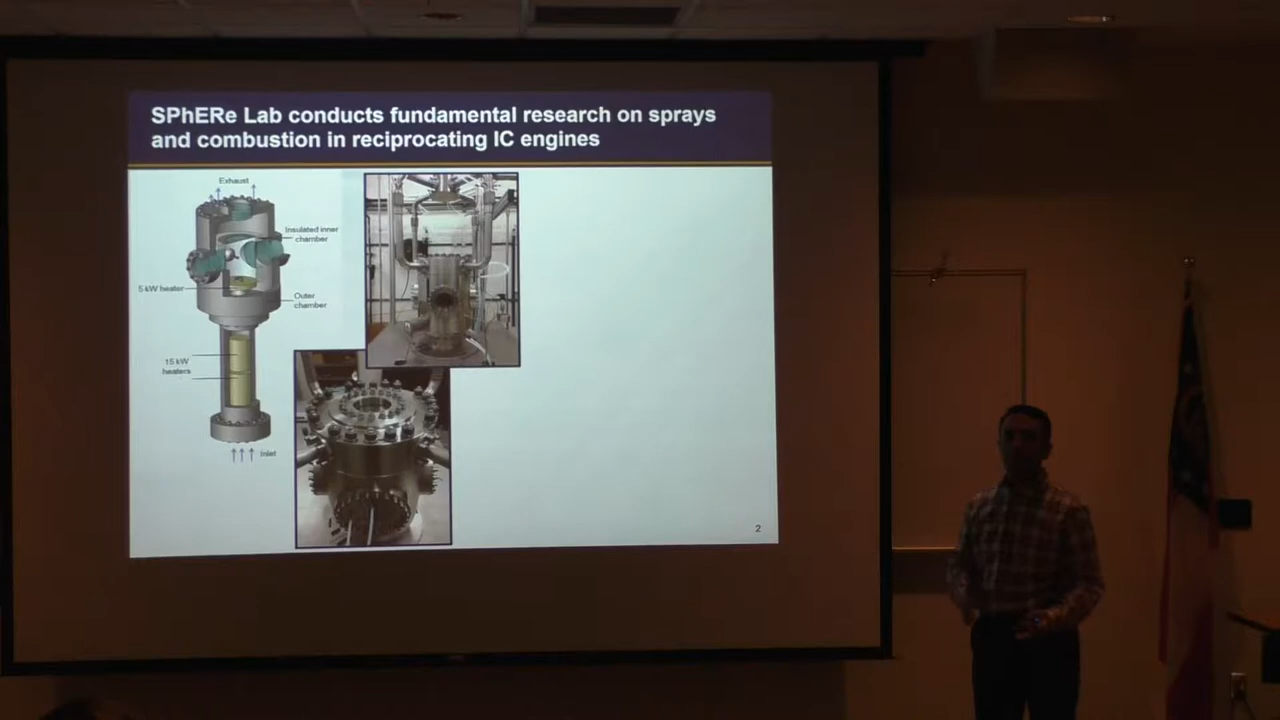 SPhERe Lab conducts fundamental research on sprays
and combustion in reciprocating IC engines
Exhaust
Insulated inner
chamber
5 kW heater
Outer
chamber
15 kW
heaters
Inlet
2